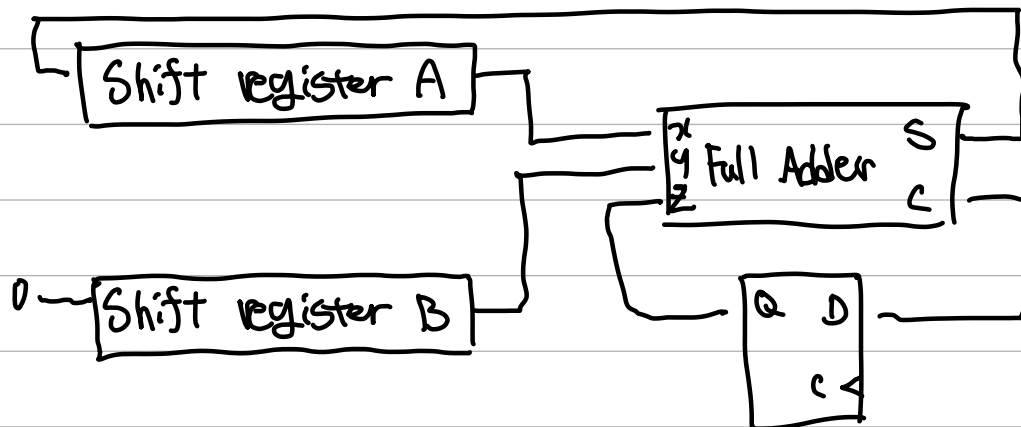 Shift register A
x
S
y
Full Adder
z
C
0
Shift register B
Q
D
C